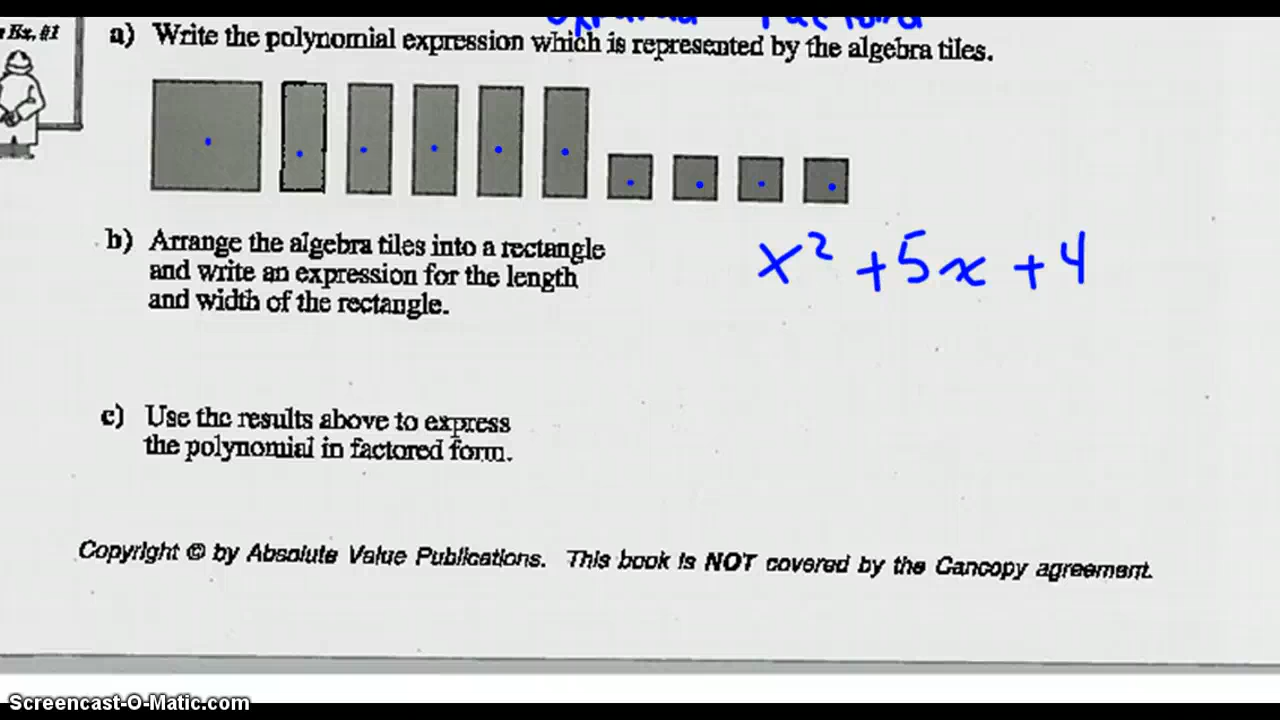 Ex, #1
a) Write the polynomial expression which is represented by the algebra tiles.
b) Arrange the algebra tiles into a rectangle
and write an expression for the length
and width of the rectangle.
x² + 5x + 4
c) Use the results above to express
the polynomial in factored form.
Copyright © by Absolute Value Publications. This book is NOT covered by the Cancopy agreement.
Screencast-O-Matic.com